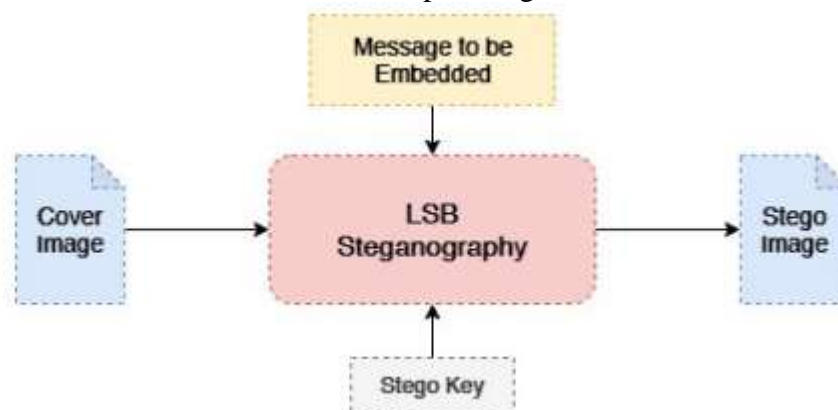 Message to be
Embedded
Cover
Image
LSB
Steganography
Stego
Image
Stego Key